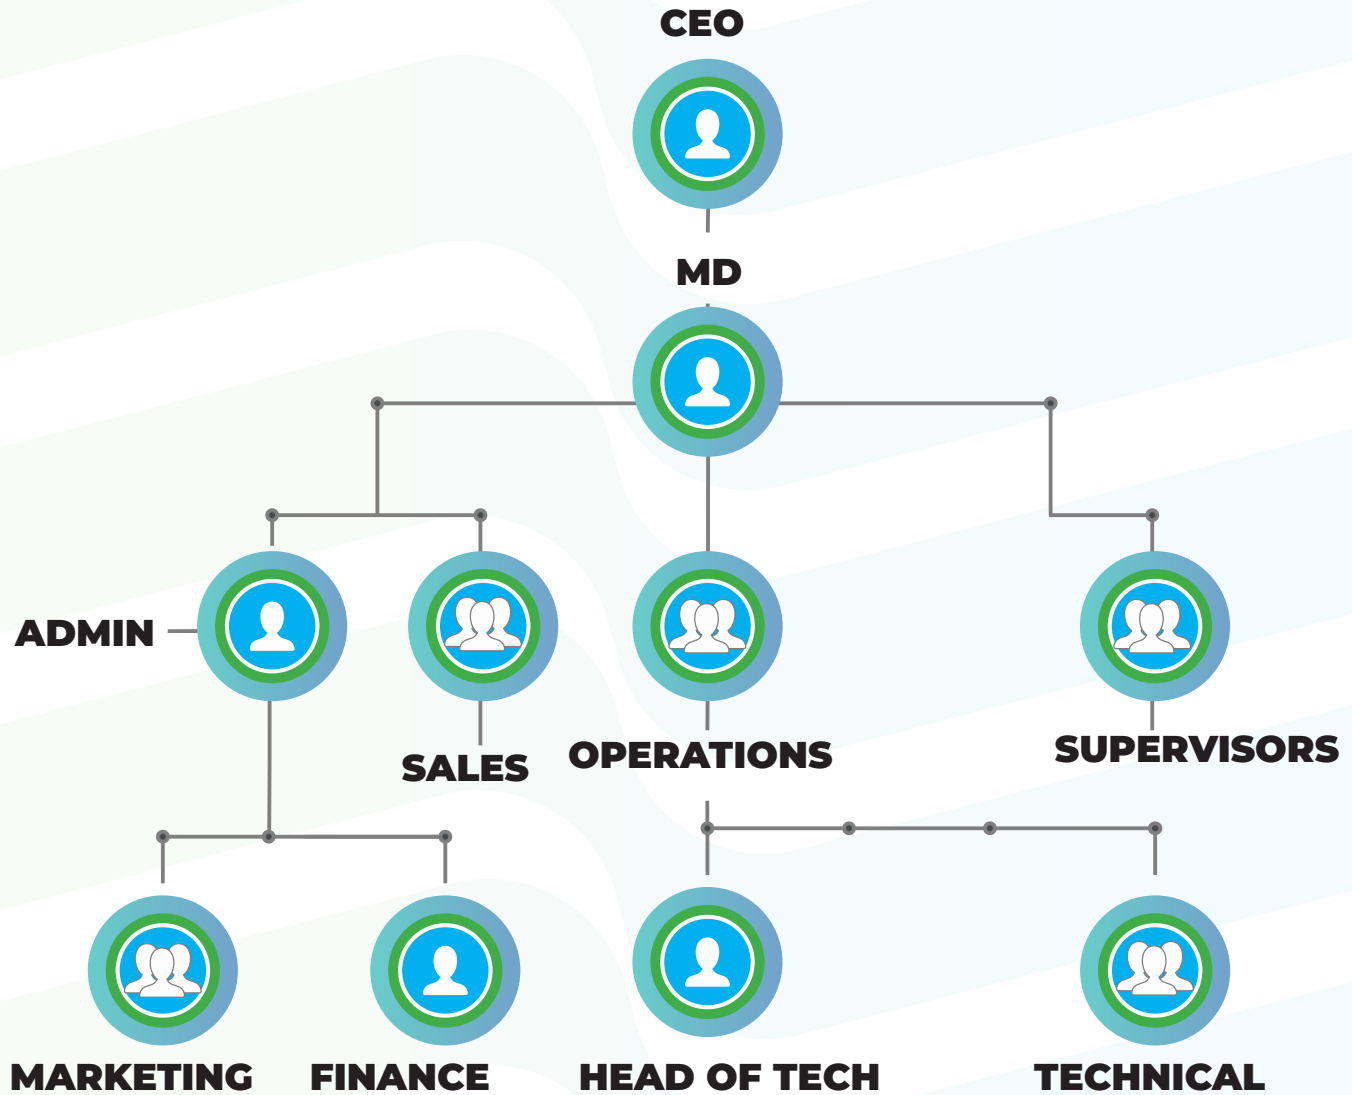 CEO
MD
ADMIN
SALES
OPERATIONS
SUPERVISORS
MARKETING
FINANCE
HEAD OF TECH
TECHNICAL